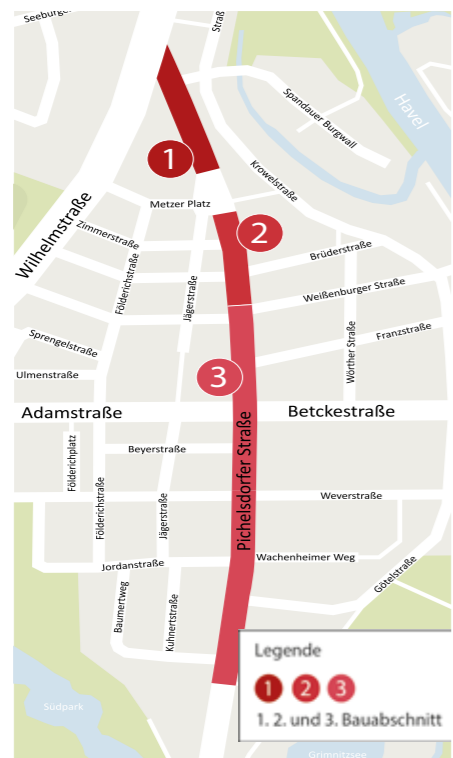 Seeburger
Straß
Havel
Spandauer Burgwall
1
Krowelstraße
Metzer Platz
Wilhelmstraße
Zimmerstraße
2
Brüderstraße
Földerichstraße
Jägerstraße
Weißenburger Straße
Sprengelstraße
Franzstraße
Wörther Straße
3
Ulmenstraße
Adamstraße
Betckestraße
Pichelsdorfer Straße
Földerichplatz
Beyerstraße
Földerichstraße
Jägerstraße
Weverstraße
Jordanstraße
Wachenheimer Weg
Götelstraße
Baumertweg
Kuhnertstraße
Südpark
Legende
1 2 3
1. 2. und 3. Bauabschnitt
Grimnitzsee